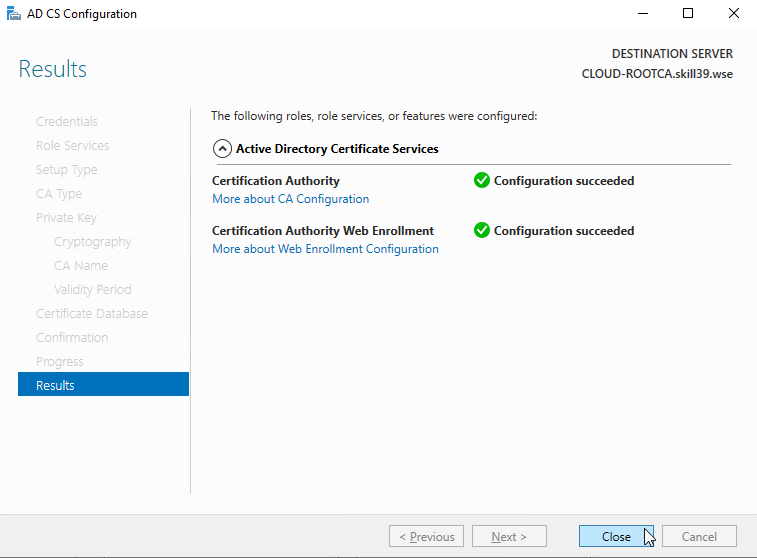 AD CS Configuration
Results
DESTINATION SERVER
CLOUD-ROOTCA.skill39.wse
Credentials
Role Services
Setup Type
CA Type
Private Key
Cryptography
CA Name
Validity Period
Certificate Database
Confirmation
Progress
Results
The following roles, role services, or features were configured:
Active Directory Certificate Services
Certification Authority
Configuration succeeded
More about CA Configuration
Certification Authority Web Enrollment
Configuration succeeded
More about Web Enrollment Configuration
< Previous
Next >
Close
Cancel